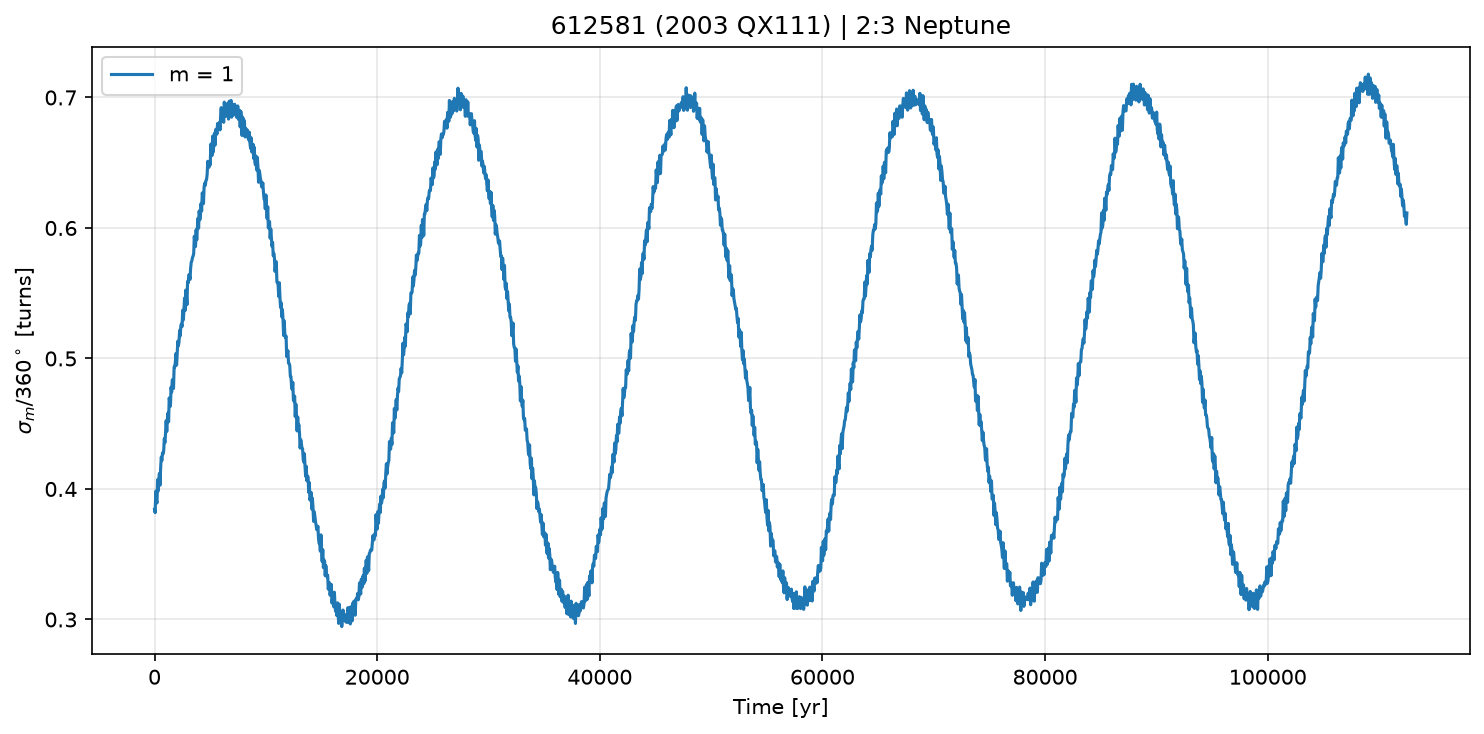 612581 (2003 QX111) | 2:3 Neptune
m = 1
σₘ/360° [turns]
0.7
0.6
0.5
0.4
0.3
0 20000 40000 60000 80000 100000
Time [yr]